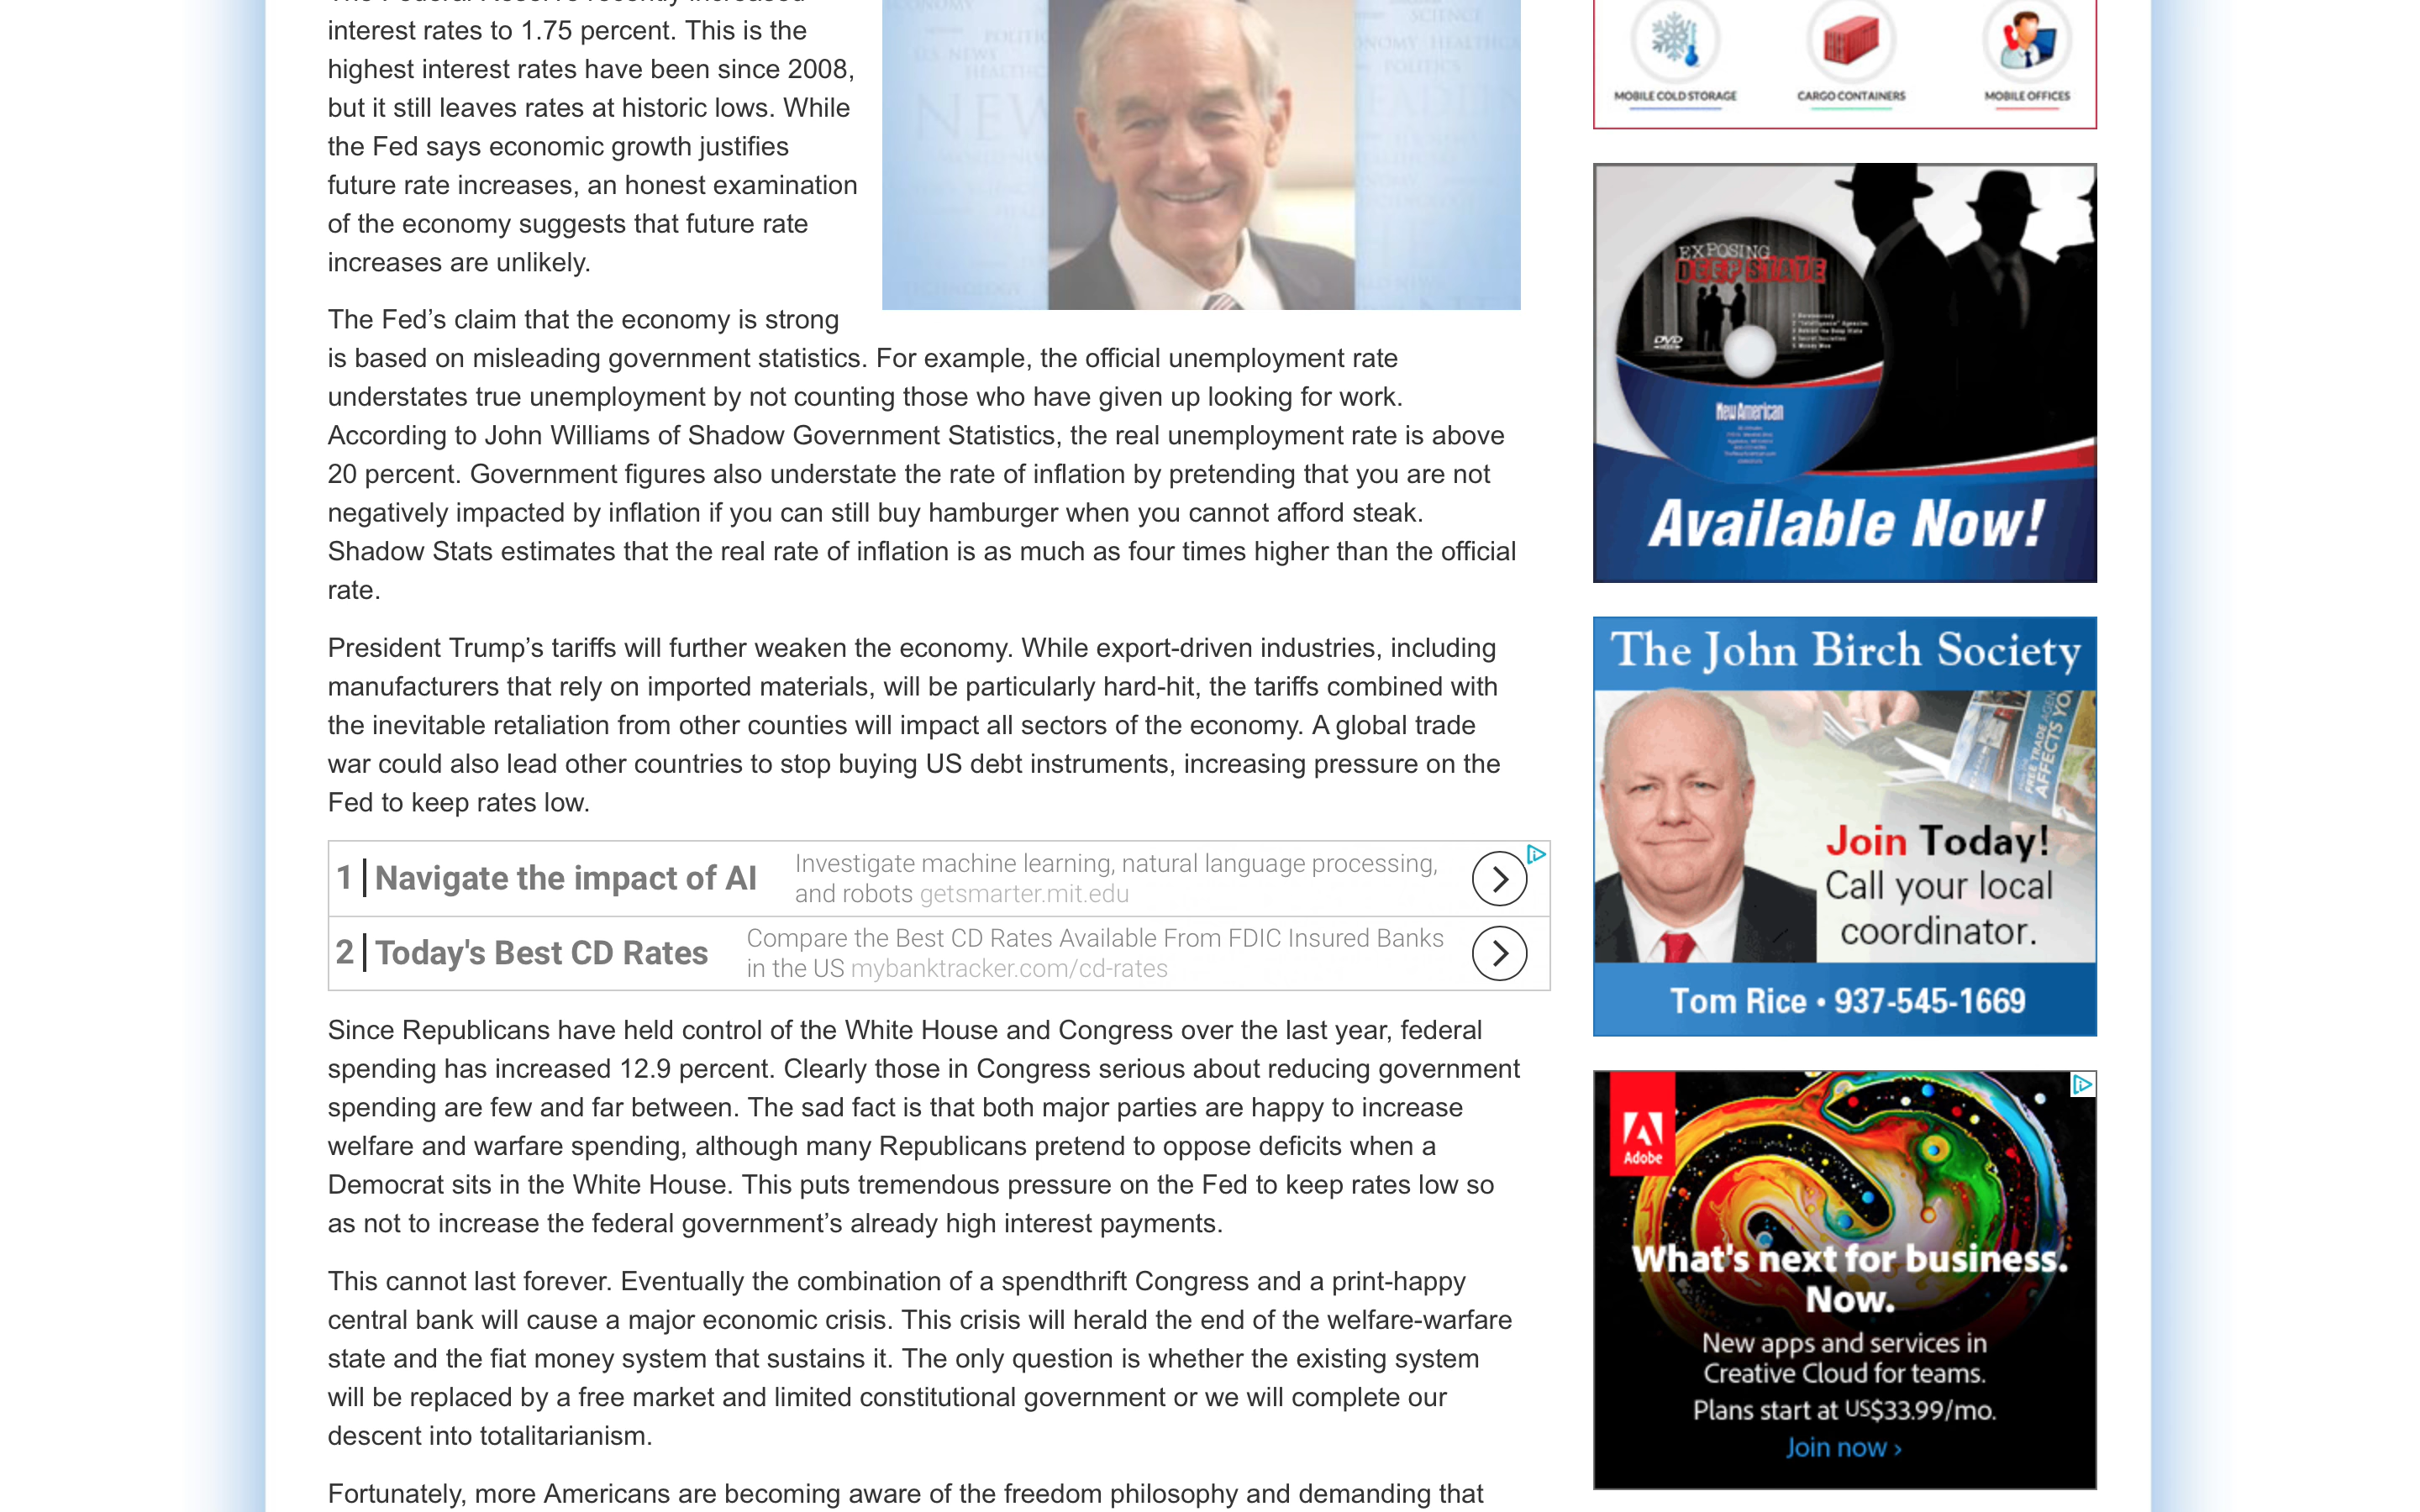 interest rates to 1.75 percent. This is the
highest interest rates have been since 2008,
but it still leaves rates at historic lows. While
the Fed says economic growth justifies
future rate increases, an honest examination
of the economy suggests that future rate
increases are unlikely.
The Fed’s claim that the economy is strong
is based on misleading government statistics. For example, the official unemployment rate
understates true unemployment by not counting those who have given up looking for work.
According to John Williams of Shadow Government Statistics, the real unemployment rate is above
20 percent. Government figures also understate the rate of inflation by pretending that you are not
negatively impacted by inflation if you can still buy hamburger when you cannot afford steak.
Shadow Stats estimates that the real rate of inflation is as much as four times higher than the official
rate.
President Trump’s tariffs will further weaken the economy. While export-driven industries, including
manufacturers that rely on imported materials, will be particularly hard-hit, the tariffs combined with
the inevitable retaliation from other counties will impact all sectors of the economy. A global trade
war could also lead other countries to stop buying US debt instruments, increasing pressure on the
Fed to keep rates low.
1 Navigate the impact of AI
Investigate machine learning, natural language processing,
and robots getsmarter.mit.edu
2 Today's Best CD Rates
Compare the Best CD Rates Available From FDIC Insured Banks
in the US mybanktracker.com/cd-rates
Since Republicans have held control of the White House and Congress over the last year, federal
spending has increased 12.9 percent. Clearly those in Congress serious about reducing government
spending are few and far between. The sad fact is that both major parties are happy to increase
welfare and warfare spending, although many Republicans pretend to oppose deficits when a
Democrat sits in the White House. This puts tremendous pressure on the Fed to keep rates low so
as not to increase the federal government’s already high interest payments.
This cannot last forever. Eventually the combination of a spendthrift Congress and a print-happy
central bank will cause a major economic crisis. This crisis will herald the end of the welfare-warfare
state and the fiat money system that sustains it. The only question is whether the existing system
will be replaced by a free market and limited constitutional government or we will complete our
descent into totalitarianism.
Fortunately, more Americans are becoming aware of the freedom philosophy and demanding that
MOBILE COLD STORAGE
CARGO CONTAINERS
MOBILE OFFICES
EXPOSING
DEEP STATE
DVD
New American
Available Now!
The John Birch Society
FREE TRADE
AFFECTS YOU
Join Today!
Call your local
coordinator.
Tom Rice • 937-545-1669
Adobe
What's next for business.
Now.
New apps and services in
Creative Cloud for teams.
Plans start at US$33.99/mo.
Join now ›